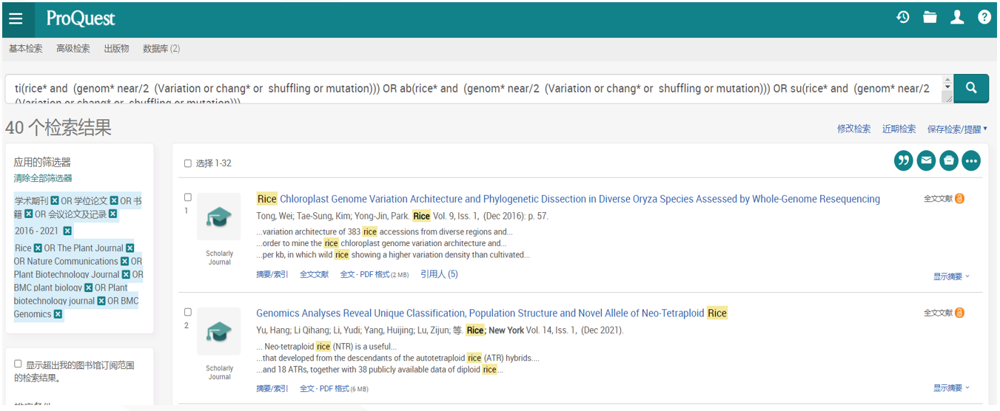 ProQuest
基本检索 高级检索 出版物 数据库 (2)
ti(rice* and (genom* near/2 (Variation or chang* or shuffling or mutation))) OR ab(rice* and (genom* near/2 (Variation or chang* or shuffling or mutation))) OR su(rice* and (genom* near/2
(Variation or chang* or shuffling or mutation)))
40 个检索结果
修改检索 近期检索 保存检索/提醒
应用的筛选器
清除全部筛选器
学术期刊 OR 学位论文 OR 书
籍 OR 会议论文及记录
2016 - 2021
Rice OR The Plant Journal
OR Nature Communications OR
Plant Biotechnology Journal OR
BMC plant biology OR Plant
biotechnology journal OR BMC
Genomics
显示超出我的图书馆订阅范围
的检索结果。
选择 1-32
1
Scholarly
Journal
Rice Chloroplast Genome Variation Architecture and Phylogenetic Dissection in Diverse Oryza Species Assessed by Whole-Genome Resequencing
全文文献
Tong, Wei; Tae-Sung, Kim; Yong-Jin, Park. Rice Vol. 9, Iss. 1, (Dec 2016): p. 57.
...variation architecture of 383 rice accessions from diverse regions and...
...order to mine the rice chloroplast genome variation architecture and...
...per kb, in which wild rice showing a higher variation density than cultivated...
摘要/索引 全文文献 全文 - PDF 格式 (2 MB) 引用人 (5)
显示摘要
2
Scholarly
Journal
Genomics Analyses Reveal Unique Classification, Population Structure and Novel Allele of Neo-Tetraploid Rice
全文文献
Yu, Hang; Li Qihang; Li, Yudi; Yang, Huijing; Lu, Zijun; 等. Rice; New York Vol. 14, Iss. 1, (Dec 2021).
... Neo-tetraploid rice (NTR) is a useful...
...that developed from the descendants of the autotetraploid rice (ATR) hybrids....
...and 18 ATRs, together with 38 publicly available data of diploid rice...
摘要/索引 全文 - PDF 格式 (6 MB)
显示摘要